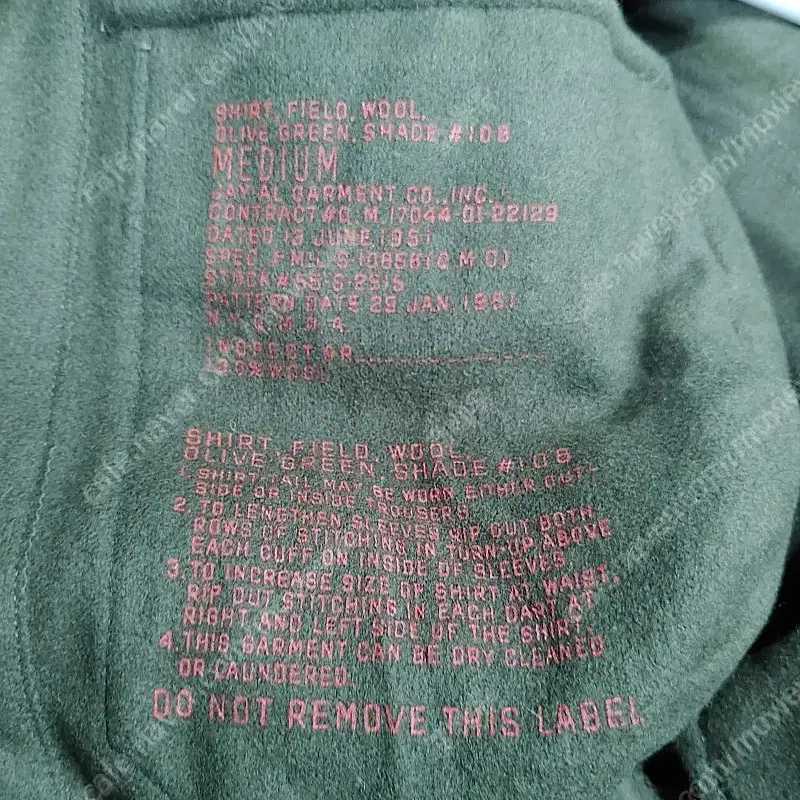 SHIRT, FIELD, WOOL,
OLIVE GREEN, SHADE #108
MEDIUM
JAY-AL GARMENT CO., INC.
CONTRACT #Q. M. 17044-01-22129
DATED 13 JUNE 1951
SPEC. # MIL-S-10858 (Q. M. C.)
STOCK # 55-S-2515
PATTERN DATE 29 JAN. 1951
INSPECTOR
100% WOOL
SHIRT, FIELD, WOOL,
OLIVE GREEN, SHADE #108
1. SHIRT-TAIL MAY BE WORN EITHER OUT-
SIDE OR INSIDE TROUSERS
2. TO LENGTHEN SLEEVES RIP OUT BOTH
ROWS OF STITCHING IN TURN-UP ABOVE
EACH CUFF ON INSIDE OF SLEEVES
3. TO INCREASE SIZE OF SHIRT AT WAIST,
RIP OUT STITCHING IN EACH DART AT
RIGHT AND LEFT SIDE OF THE SHIRT
4. THIS GARMENT CAN BE DRY CLEANED
OR LAUNDERED.
DO NOT REMOVE THIS LABEL